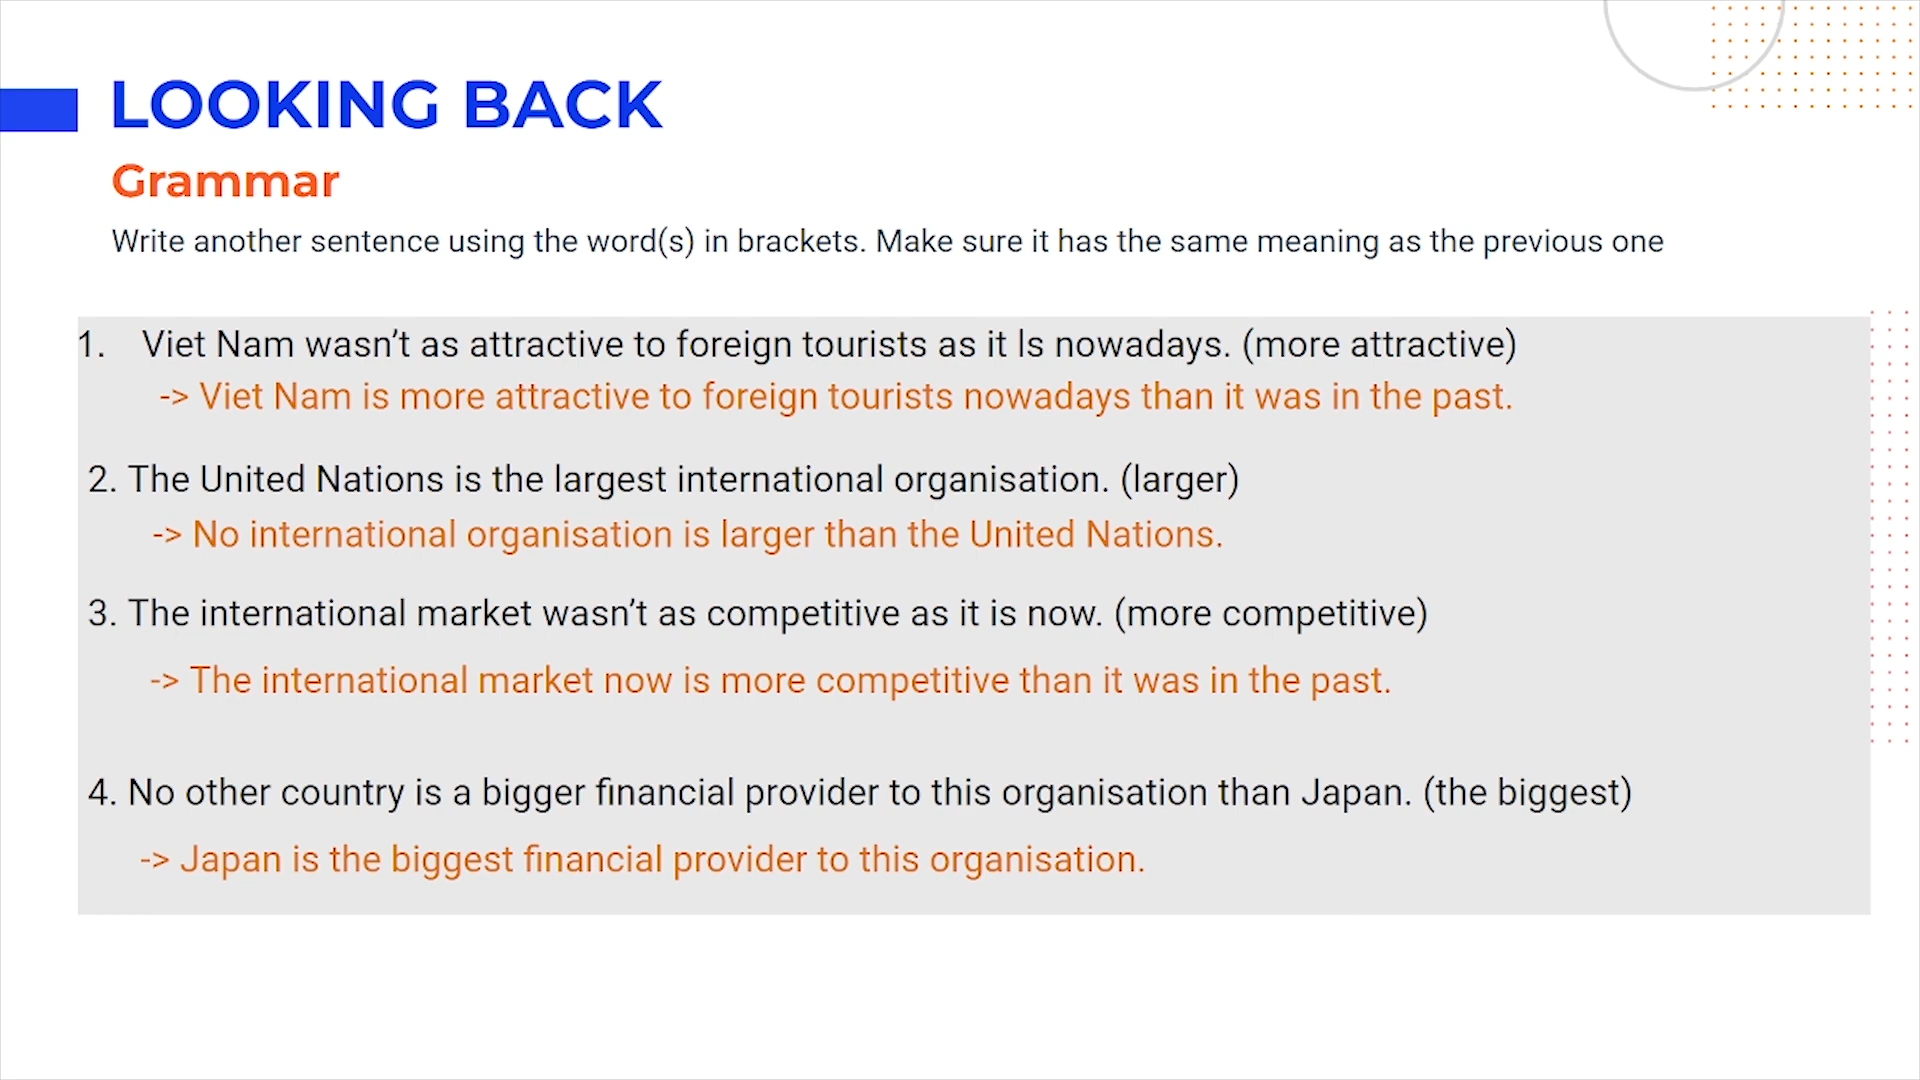 LOOKING BACK
Grammar
Write another sentence using the word(s) in brackets. Make sure it has the same meaning as the previous one
1. Viet Nam wasn’t as attractive to foreign tourists as it Is nowadays. (more attractive)
-> Viet Nam is more attractive to foreign tourists nowadays than it was in the past.
2. The United Nations is the largest international organisation. (larger)
-> No international organisation is larger than the United Nations.
3. The international market wasn’t as competitive as it is now. (more competitive)
-> The international market now is more competitive than it was in the past.
4. No other country is a bigger financial provider to this organisation than Japan. (the biggest)
-> Japan is the biggest financial provider to this organisation.